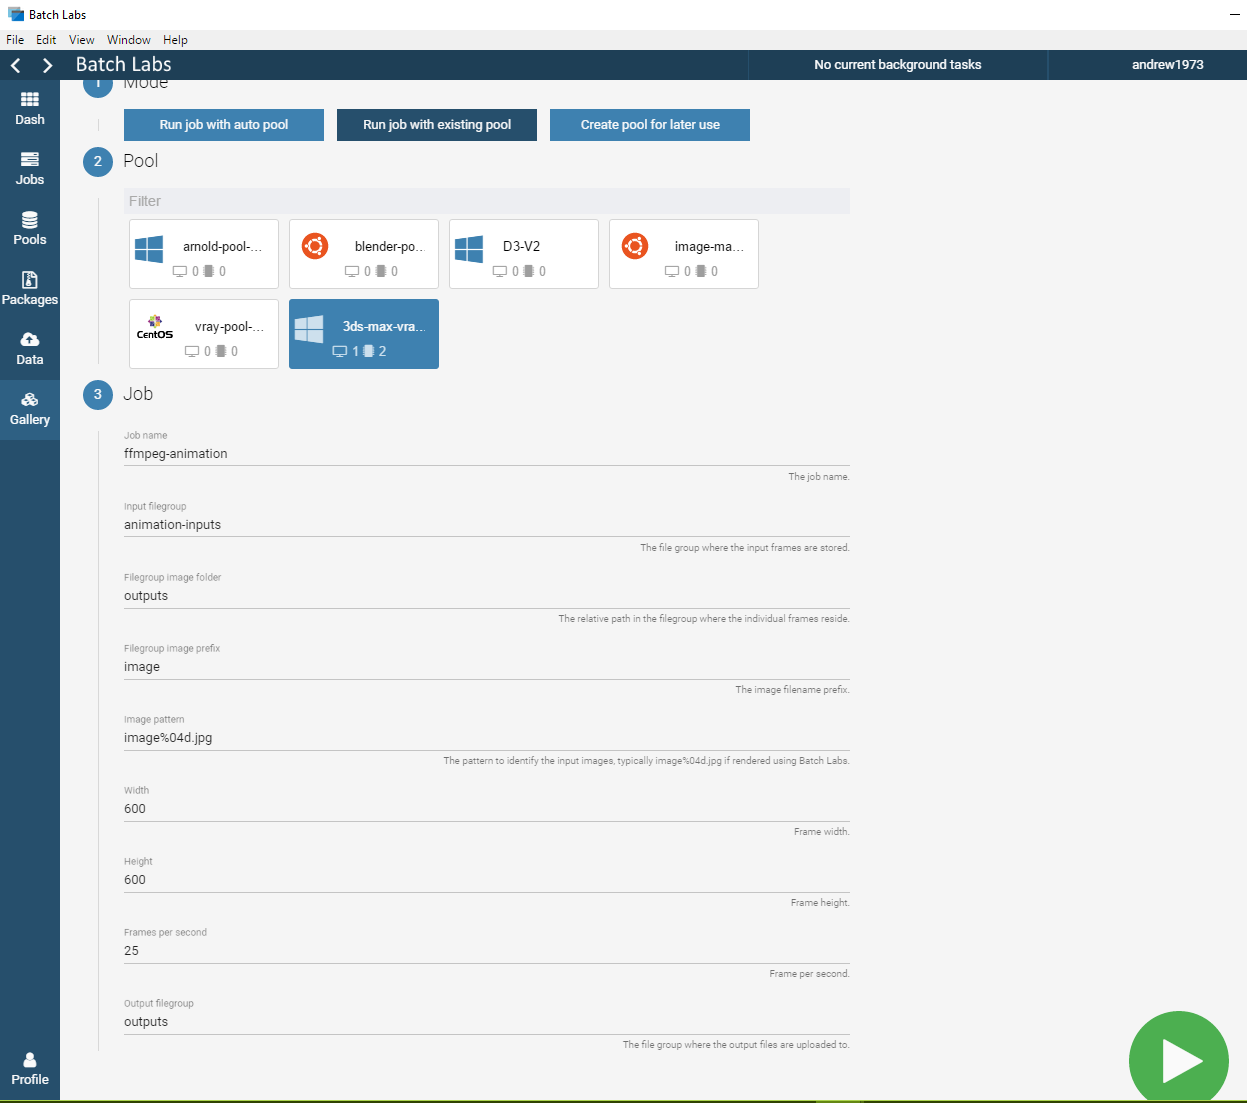 Batch Labs
File Edit View Window Help
Batch Labs
No current background tasks
andrew1973
Dash
Jobs
Pools
Packages
Data
Gallery
Profile
1 Mode
Run job with auto pool
Run job with existing pool
Create pool for later use
2 Pool
Filter
arnold-pool-...
0 0
blender-po...
0 0
D3-V2
0 0
image-ma...
0 0
CentOS
vray-pool-...
0 0
3ds-max-vra...
1 2
3 Job
Job name
ffmpeg-animation
The job name.
Input filegroup
animation-inputs
The file group where the input frames are stored.
Filegroup image folder
outputs
The relative path in the filegroup where the individual frames reside.
Filegroup image prefix
image
The image filename prefix.
Image pattern
image%04d.jpg
The pattern to identify the input images, typically image%04d.jpg if rendered using Batch Labs.
Width
600
Frame width.
Height
600
Frame height.
Frames per second
25
Frame per second.
Output filegroup
outputs
The file group where the output files are uploaded to.